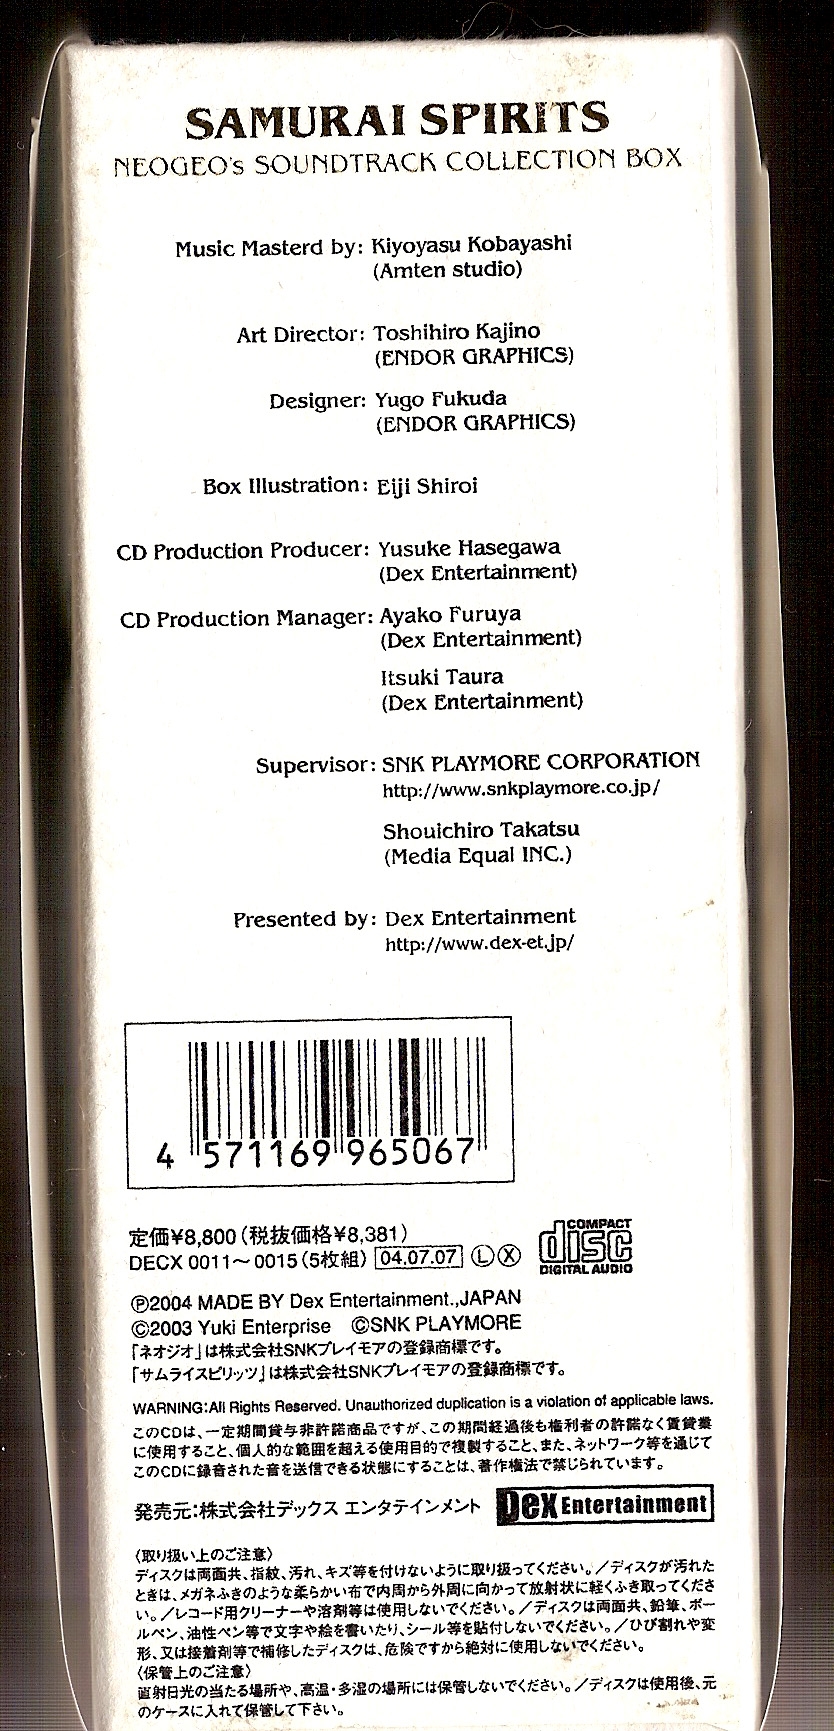 SAMURAI SPIRITS
NEOGEO's SOUNDTRACK COLLECTION BOX
Music Masterd by: Kiyoyasu Kobayashi
(Amten studio)
Art Director: Toshihiro Kajino
(ENDOR GRAPHICS)
Designer: Yugo Fukuda
(ENDOR GRAPHICS)
Box Illustration: Eiji Shiroi
CD Production Producer: Yusuke Hasegawa
(Dex Entertainment)
CD Production Manager: Ayako Furuya
(Dex Entertainment)
Itsuki Taura
(Dex Entertainment)
Supervisor: SNK PLAYMORE CORPORATION
http://www.snkplaymore.co.jp/
Shouichiro Takatsu
(Media Equal INC.)
Presented by: Dex Entertainment
http://www.dex-et.jp/
4 571169 965067
定価¥8,800(税抜価格¥8,381)
DECX 0011〜0015(5枚組) 04.07.07 Ⓛ Ⓧ
COMPACT disc DIGITAL AUDIO
Ⓟ2004 MADE BY Dex Entertainment.,JAPAN
©2003 Yuki Enterprise ©SNK PLAYMORE
「ネオジオ」は株式会社SNKプレイモアの登録商標です。
「サムライスピリッツ」は株式会社SNKプレイモアの登録商標です。
WARNING:All Rights Reserved. Unauthorized duplication is a violation of applicable laws.
このCDは、一定期間貸与非許諾商品ですが、この期間経過後も権利者の許諾なく賃貸業
に使用すること、個人的な範囲を超える使用目的で複製すること、また、ネットワーク等を通じて
このCDに録音された音を送信できる状態にすることは、著作権法で禁じられています。
発売元:株式会社デックス エンタテインメント Dex Entertainment
〈取り扱い上のご注意〉
ディスクは両面共、指紋、汚れ、キズ等を付けないように取り扱ってください。/ディスクが汚れた
ときは、メガネふきのような柔らかい布で内周から外周に向かって放射状に軽くふき取ってくださ
い。/レコード用クリーナーや溶剤等は使用しないでください。/ディスクは両面共、鉛筆、ボー
ルペン、油性ペン等で文字や絵を書いたり、シール等を貼付しないでください。/ひび割れや変
形、又は接着剤等で補修したディスクは、危険ですから絶対に使用しないでください。
〈保管上のご注意〉
直射日光の当たる場所や、高温・多湿の場所には保管しないでください。/ディスクは使用後、元
のケースに入れて保管して下さい。